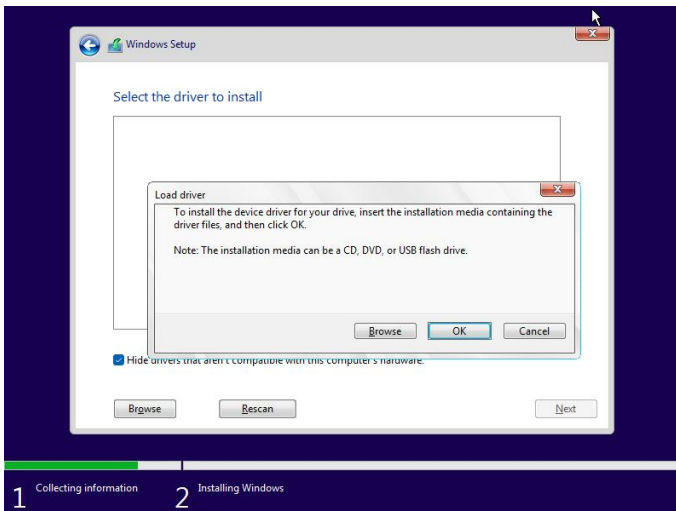 Windows Setup
Select the driver to install
Load driver
To install the device driver for your drive, insert the installation media containing the
driver files, and then click OK.
Note: The installation media can be a CD, DVD, or USB flash drive.
Browse OK Cancel
Hide drivers that aren't compatible with this computer's hardware.
Browse Rescan Next
1 Collecting information 2 Installing Windows